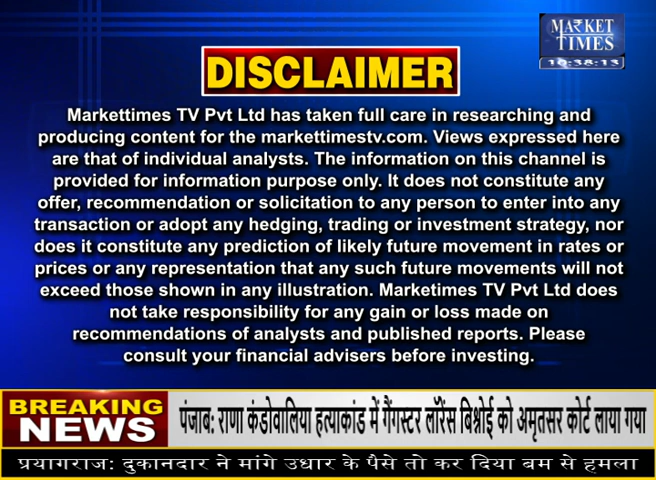 MARKET
TIMES
16:38:13
DISCLAIMER
Markettimes TV Pvt Ltd has taken full care in researching and
producing content for the markettimestv.com. Views expressed here
are that of individual analysts. The information on this channel is
provided for information purpose only. It does not constitute any
offer, recommendation or solicitation to any person to enter into any
transaction or adopt any hedging, trading or investment strategy, nor
does it constitute any prediction of likely future movement in rates or
prices or any representation that any such future movements will not
exceed those shown in any illustration. Marketimes TV Pvt Ltd does
not take responsibility for any gain or loss made on
recommendations of analysts and published reports. Please
consult your financial advisers before investing.
BREAKING
NEWS
पंजाब: राणा कंडोवालिया हत्याकांड में गैंगस्टर लॉरेंस बिश्नोई को अमृतसर कोर्ट लाया गया
प्रयागराज: दुकानदार ने मांगे उधार के पैसे तो कर दिया बम से हमला